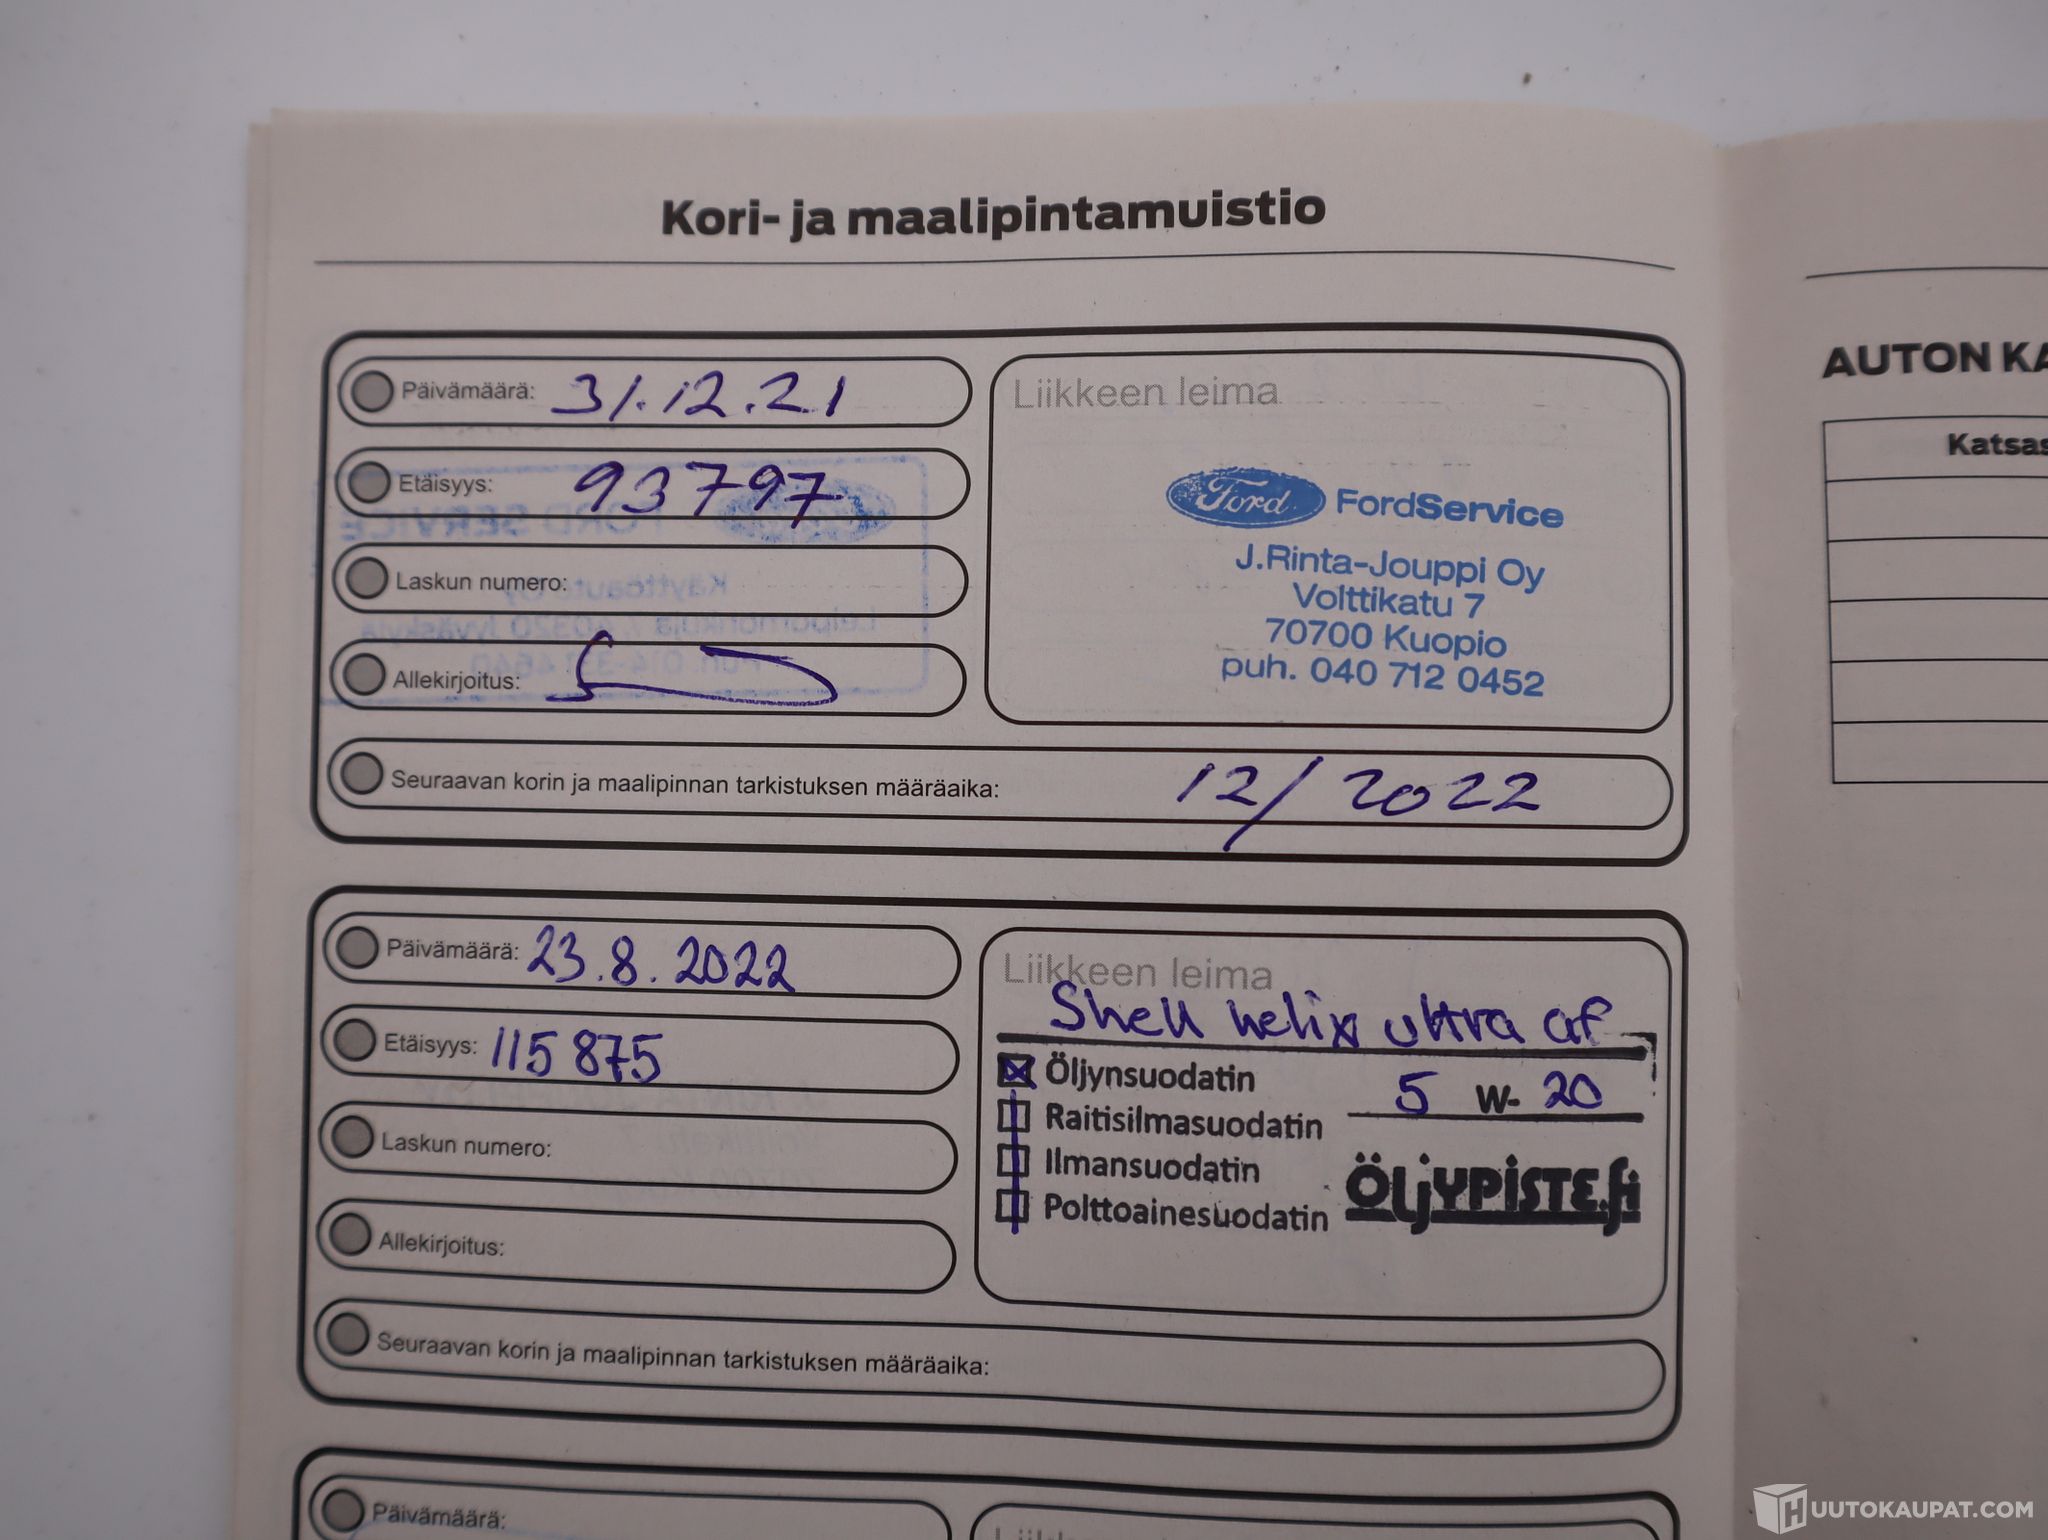 Kori- ja maalipintamuistio
Päivämäärä: 31.12.21
Etäisyys: 93797
Laskun numero:
Allekirjoitus:
Liikkeen leima
Ford FordService
J.Rinta-Jouppi Oy
Volttikatu 7
70700 Kuopio
puh. 040 712 0452
Seuraavan korin ja maalipinnan tarkistuksen määräaika: 12/2022
Päivämäärä: 23.8.2022
Etäisyys: 115875
Laskun numero:
Allekirjoitus:
Liikkeen leima
Shell helix ultra af
Öljynsuodatin 5 W- 20
Raitisilmasuodatin
Ilmansuodatin
Polttoainesuodatin
ÖLJYPISTE.fi
Seuraavan korin ja maalipinnan tarkistuksen määräaika:
Päivämäärä:
Liikkeen leima
AUTON KA
Katsas
HUUTOKAUPAT.COM